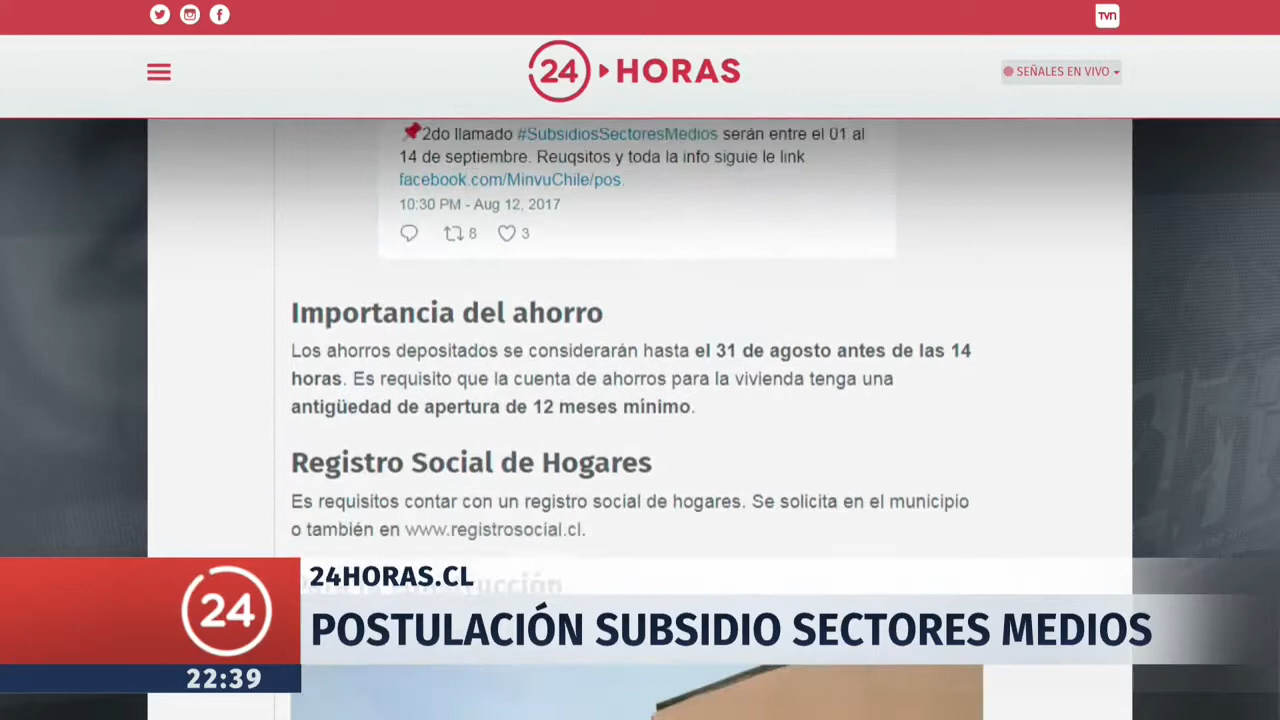 TVN
24 HORAS
SEÑALES EN VIVO
2do llamado #SubsidiosSectoresMedios serán entre el 01 al
14 de septiembre. Reuqsitos y toda la info siguie le link
facebook.com/MinvuChile/pos.
10:30 PM - Aug 12, 2017
8 3
Importancia del ahorro
Los ahorros depositados se considerarán hasta el 31 de agosto antes de las 14
horas. Es requisito que la cuenta de ahorros para la vivienda tenga una
antigüedad de apertura de 12 meses mínimo.
Registro Social de Hogares
Es requisitos contar con un registro social de hogares. Se solicita en el municipio
o también en www.registrosocial.cl.
24HORAS.CL
24
POSTULACIÓN SUBSIDIO SECTORES MEDIOS
22:39